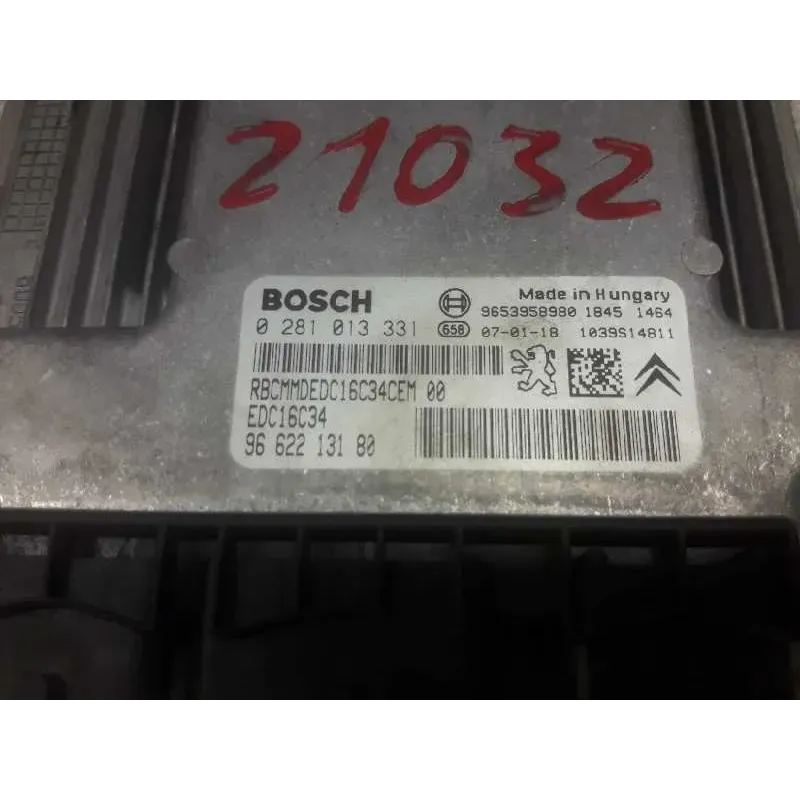 21032
BOSCH
Made in Hungary
9653958980 1845 1464
0 281 013 331 658 07-01-18 1039S14811
RBCMMDEDC16C34CEM 00
EDC16C34
96 622 131 80